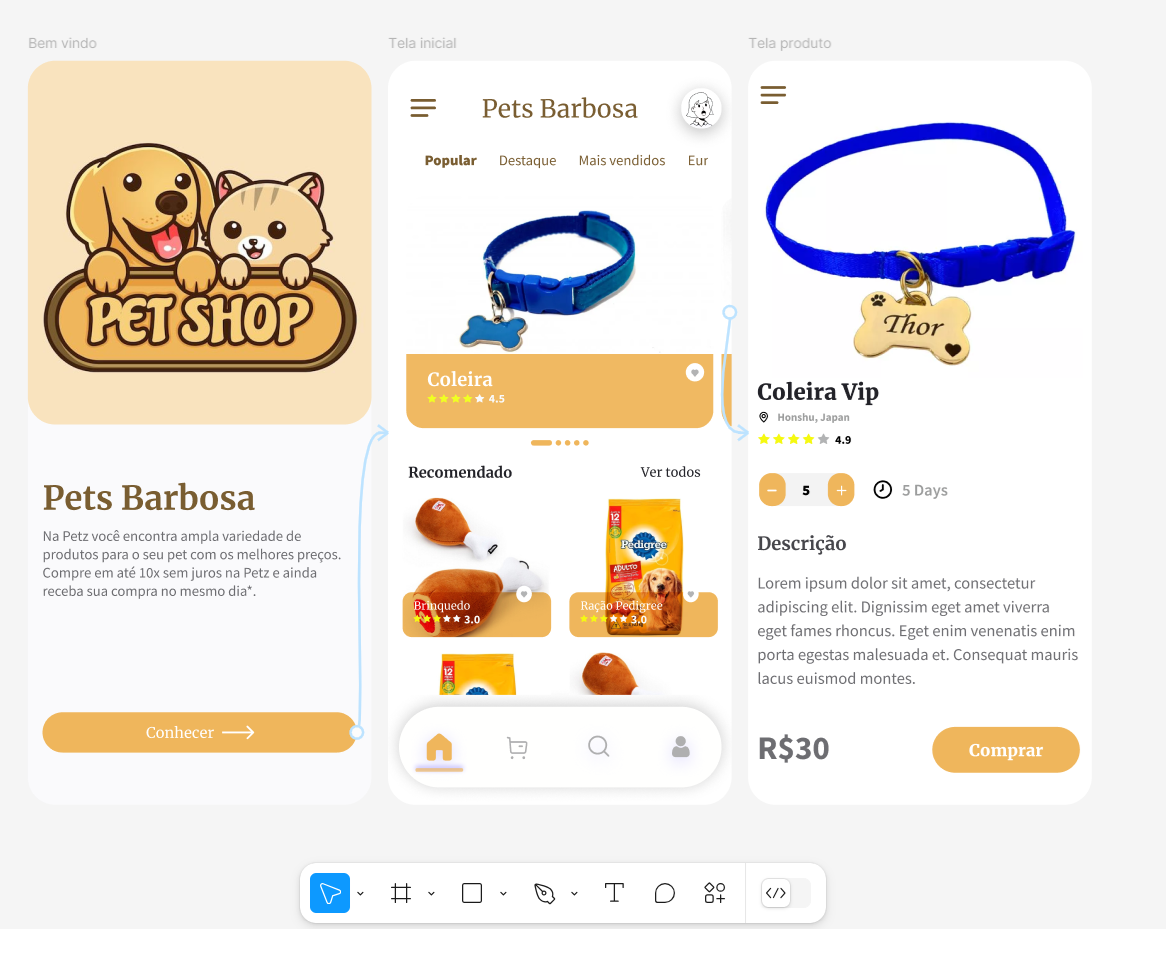 Bem vindo
PET SHOP
Pets Barbosa
Na Petz você encontra ampla variedade de
produtos para o seu pet com os melhores preços.
Compre em até 10x sem juros na Petz e ainda
receba sua compra no mesmo dia*.
Conhecer
Tela inicial
Pets Barbosa
Popular Destaque Mais vendidos Eur
Coleira
4.5
Recomendado Ver todos
12
Pedigree
ADULTO
Brinquedo
3.0
Ração Pedigree
3.0
12
Tela produto
Thor
Coleira Vip
Honshu, Japan
4.9
− 5 + 5 Days
Descrição
Lorem ipsum dolor sit amet, consectetur
adipiscing elit. Dignissim eget amet viverra
eget fames rhoncus. Eget enim venenatis enim
porta egestas malesuada et. Consequat mauris
lacus euismod montes.
R$30 Comprar